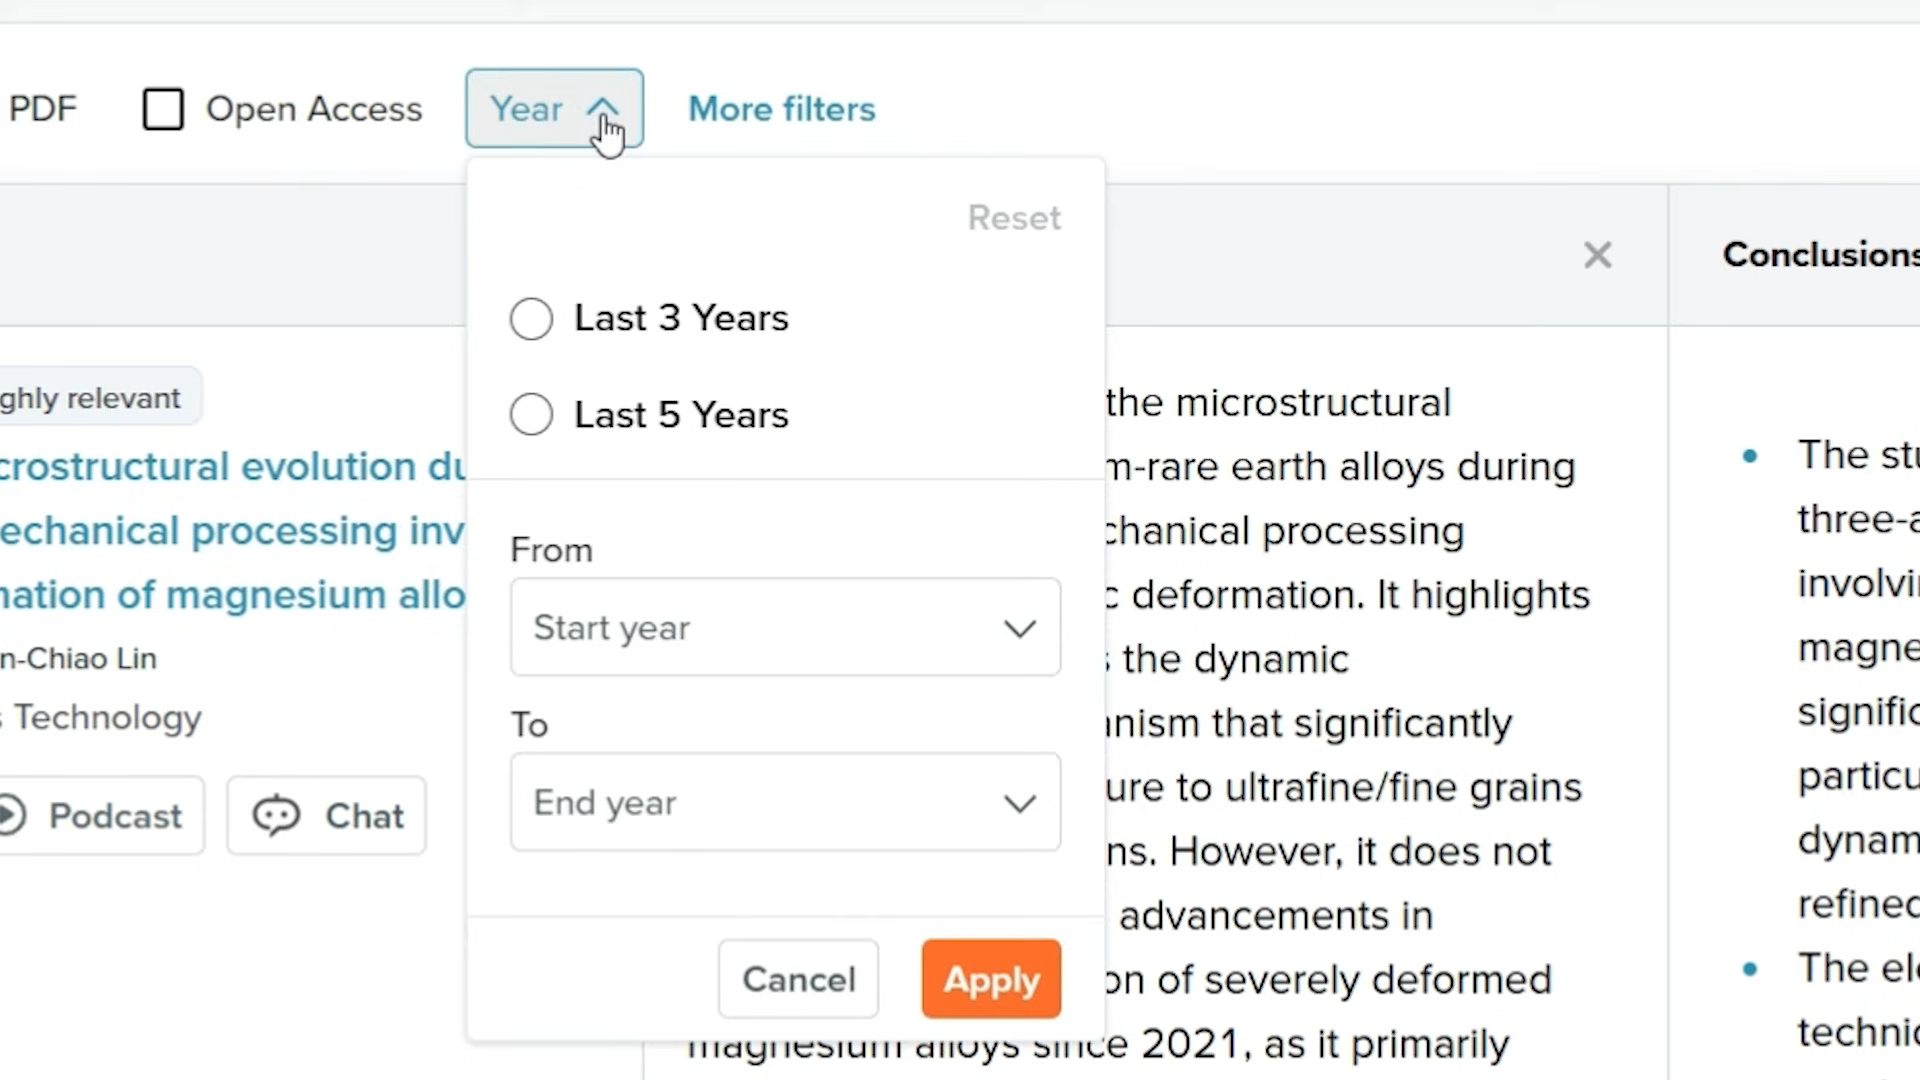 PDF
Open Access
Year
More filters
Reset
Conclusions
Last 3 Years
Last 5 Years
From
Start year
To
End year
Cancel
Apply
ghly relevant
crostructural evolution du
echanical processing inv
nation of magnesium allo
n-Chiao Lin
s Technology
Podcast
Chat
the microstructural
m-rare earth alloys during
chanical processing
c deformation. It highlights
s the dynamic
anism that significantly
ure to ultrafine/fine grains
ns. However, it does not
advancements in
on of severely deformed
magnesium alloys since 2021, as it primarily
The stu
three-a
involvin
magne
signific
particu
dynam
refined
The ele
techniq